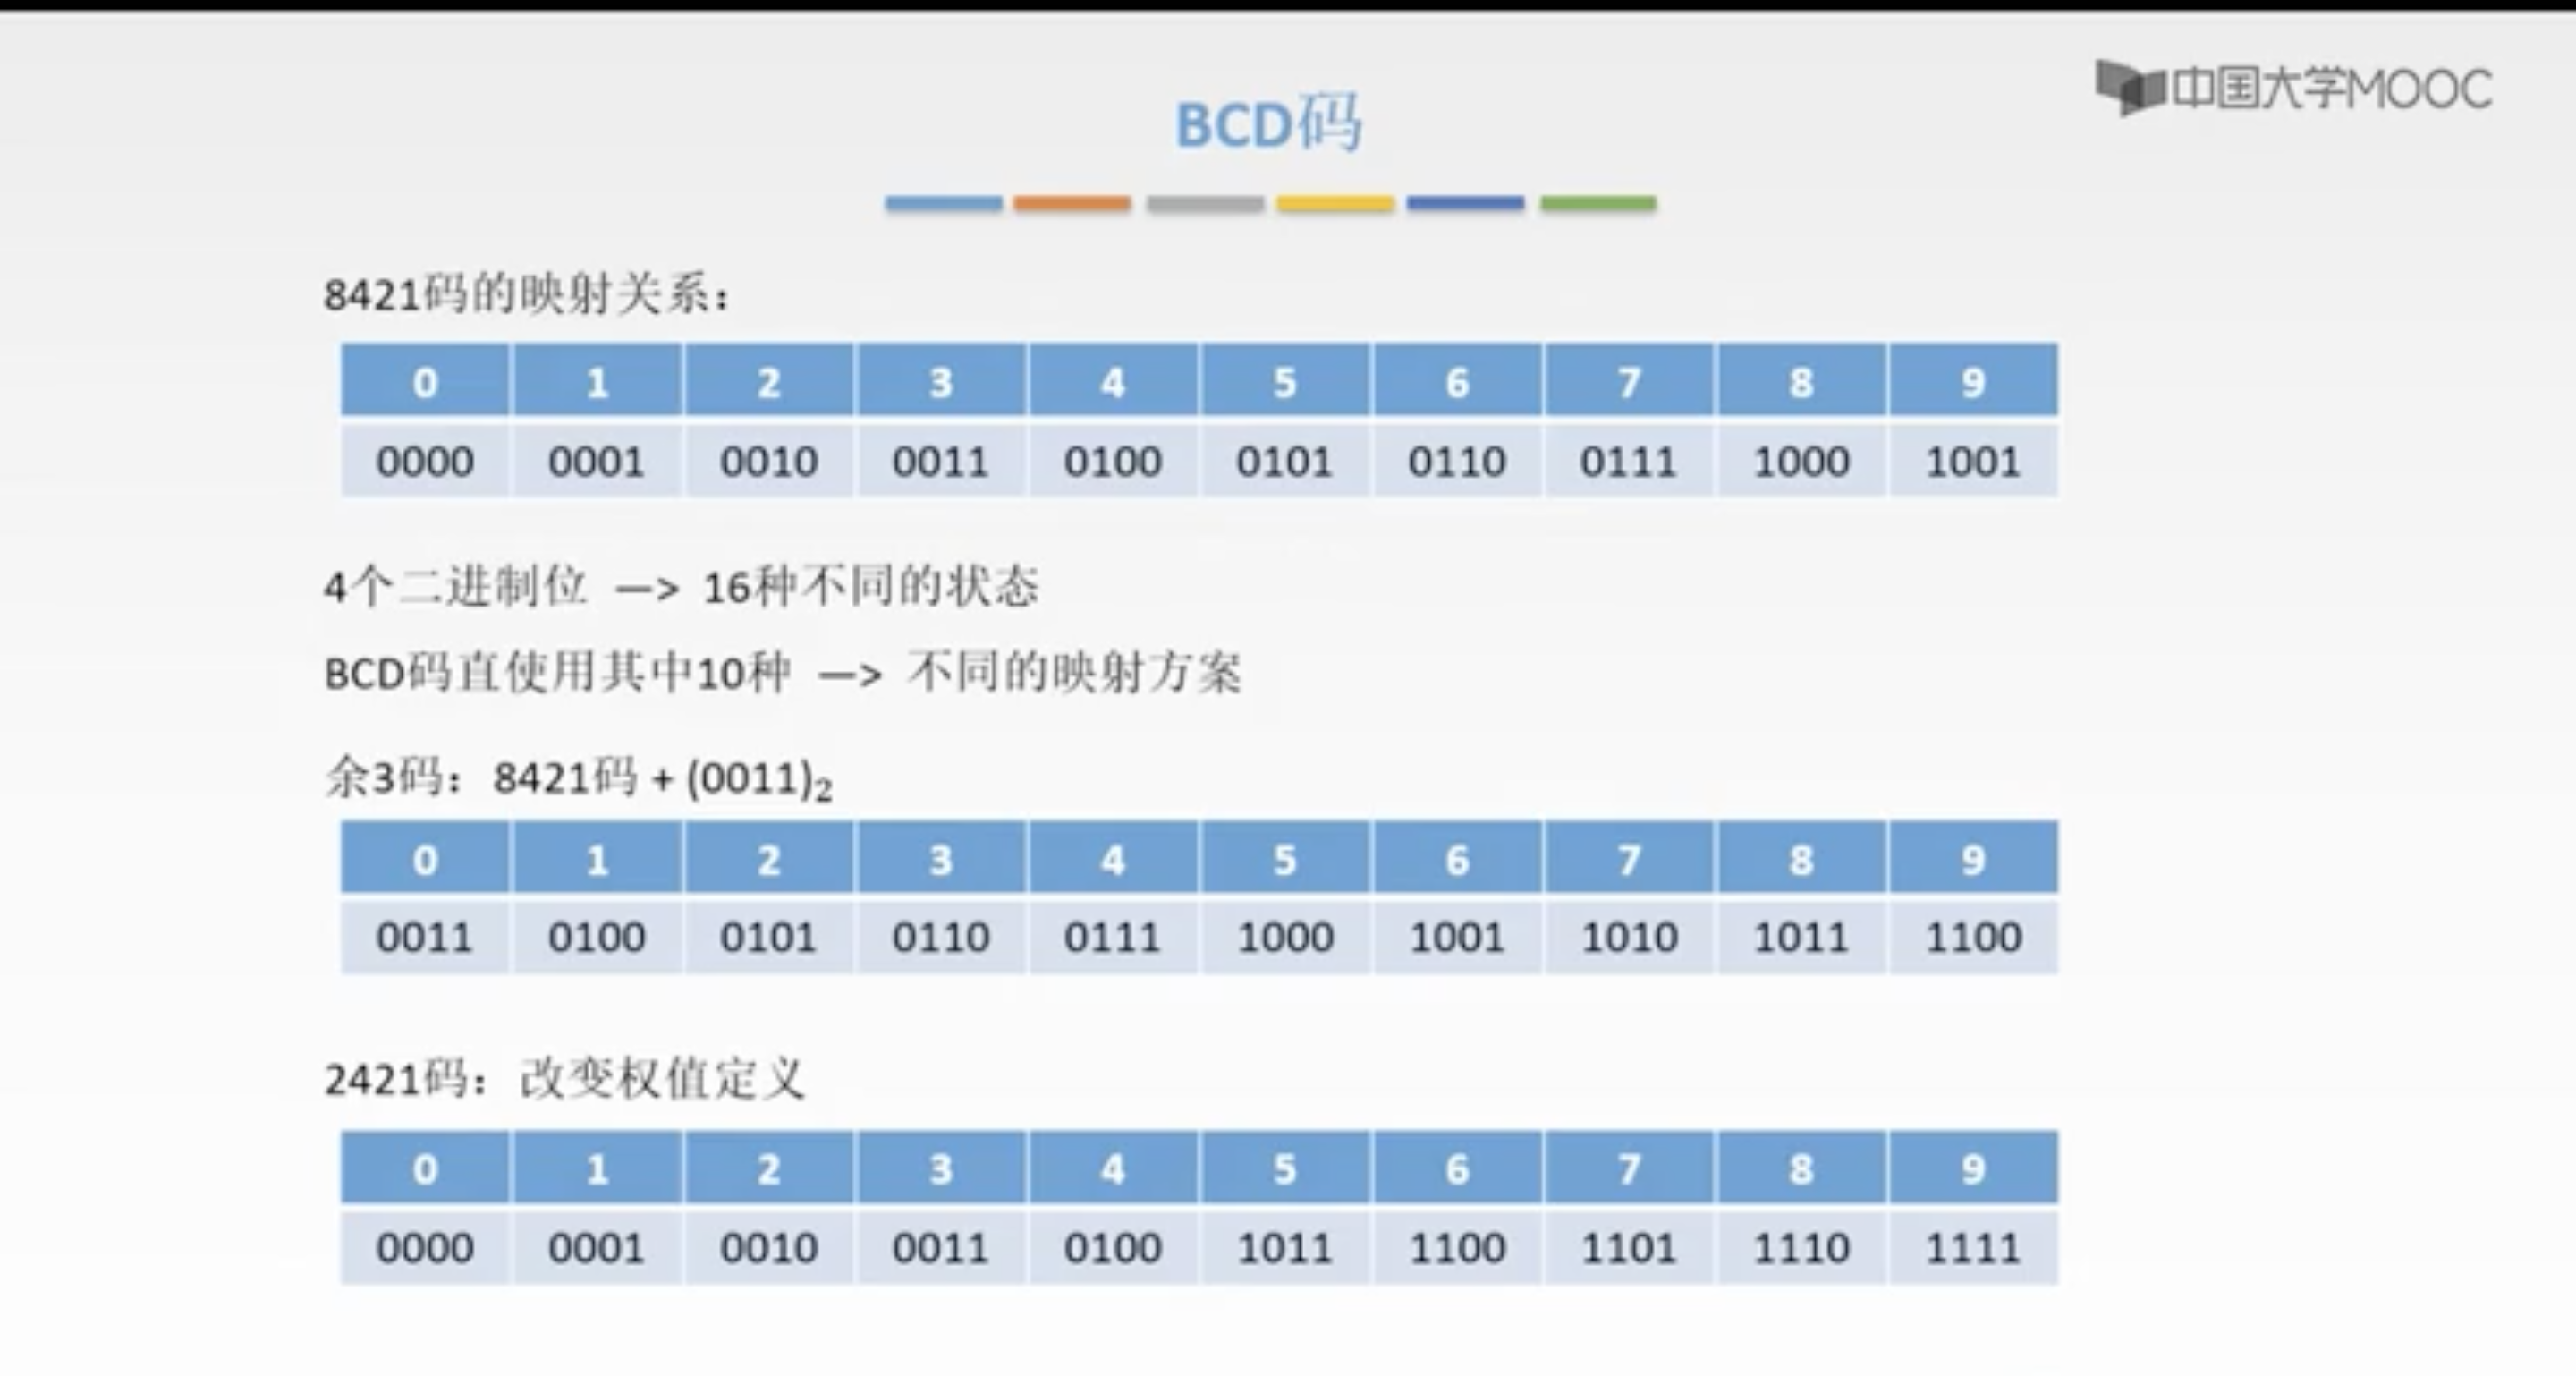 中国大学MOOC
BCD码
8421码的映射关系：
0 1 2 3 4 5 6 7 8 9
0000 0001 0010 0011 0100 0101 0110 0111 1000 1001
4个二进制位 —> 16种不同的状态
BCD码直使用其中10种 —> 不同的映射方案
余3码：8421码 + (0011)₂
0 1 2 3 4 5 6 7 8 9
0011 0100 0101 0110 0111 1000 1001 1010 1011 1100
2421码：改变权值定义
0 1 2 3 4 5 6 7 8 9
0000 0001 0010 0011 0100 1011 1100 1101 1110 1111